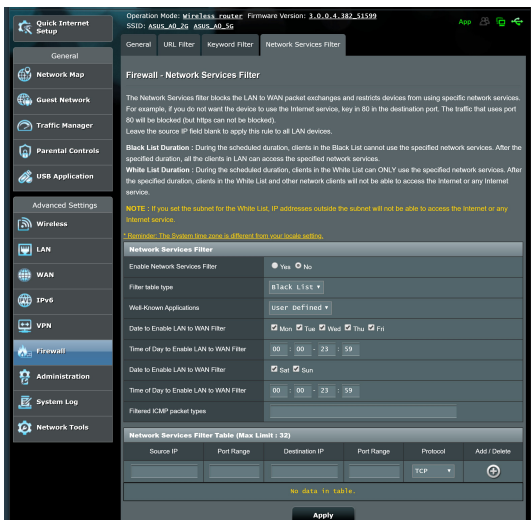 Quick Internet Setup
Operation Mode: Wireless router Firmware Version: 3.0.0.4.382_51599
SSID: ASUS_A0_2G ASUS_A0_5G
App
General
URL Filter
Keyword Filter
Network Services Filter
General
Network Map
Guest Network
Traffic Manager
Parental Controls
USB Application
Advanced Settings
Wireless
LAN
WAN
IPv6
VPN
Firewall
Administration
System Log
Network Tools
Firewall - Network Services Filter
The Network Services filter blocks the LAN to WAN packet exchanges and restricts devices from using specific network services.
For example, if you do not want the device to use the Internet service, key in 80 in the destination port. The traffic that uses port
80 will be blocked (but https can not be blocked).
Leave the source IP field blank to apply this rule to all LAN devices.
Black List Duration : During the scheduled duration, clients in the Black List cannot use the specified network services. After the
specified duration, all the clients in LAN can access the specified network services.
White List Duration : During the scheduled duration, clients in the White List can ONLY use the specified network services. After
the specified duration, clients in the White List and other network clients will not be able to access the Internet or any Internet
service.
NOTE : If you set the subnet for the White List, IP addresses outside the subnet will not be able to access the Internet or any
Internet service.
* Reminder: The System time zone is different from your locale setting.
Network Services Filter
Enable Network Services Filter
Yes No
Filter table type
Black List
Well-Known Applications
User Defined
Date to Enable LAN to WAN Filter
Mon Tue Wed Thu Fri
Time of Day to Enable LAN to WAN Filter
00 : 00 - 23 : 59
Date to Enable LAN to WAN Filter
Sat Sun
Time of Day to Enable LAN to WAN Filter
00 : 00 - 23 : 59
Filtered ICMP packet types
Network Services Filter Table (Max Limit : 32)
Source IP Port Range Destination IP Port Range Protocol Add / Delete
TCP
No data in table.
Apply